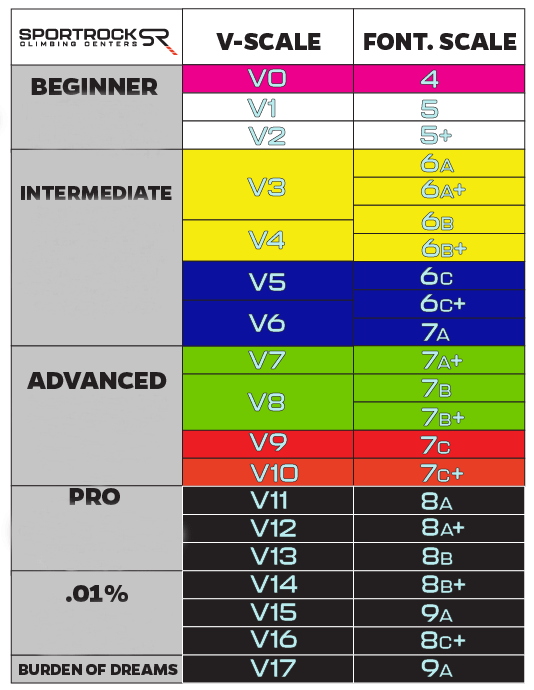 SPORTROCK SR V-SCALE FONT. SCALE
CLIMBING CENTERS
BEGINNER V0 4
V1 5
V2 5+
INTERMEDIATE V3 6A
6A+
V4 6B
6B+
V5 6C
6C+
V6 7A
ADVANCED V7 7A+
V8 7B
7B+
V9 7C
V10 7C+
PRO V11 8A
V12 8A+
V13 8B
.01% V14 8B+
V15 9A
V16 8C+
BURDEN OF DREAMS V17 9A